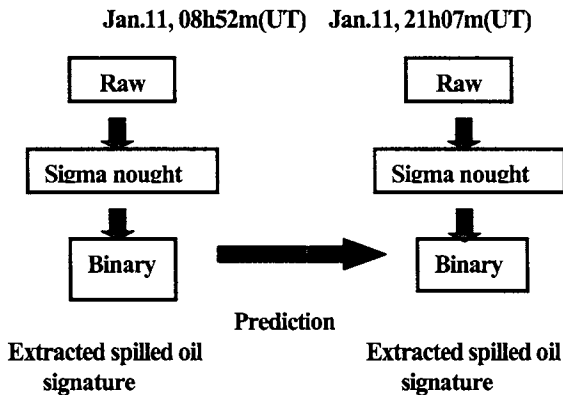 Jan.11, 08h52m(UT) Jan.11, 21h07m(UT)
Raw Raw
Sigma nought Sigma nought
Binary Binary
Prediction
Extracted spilled oil Extracted spilled oil
signature signature